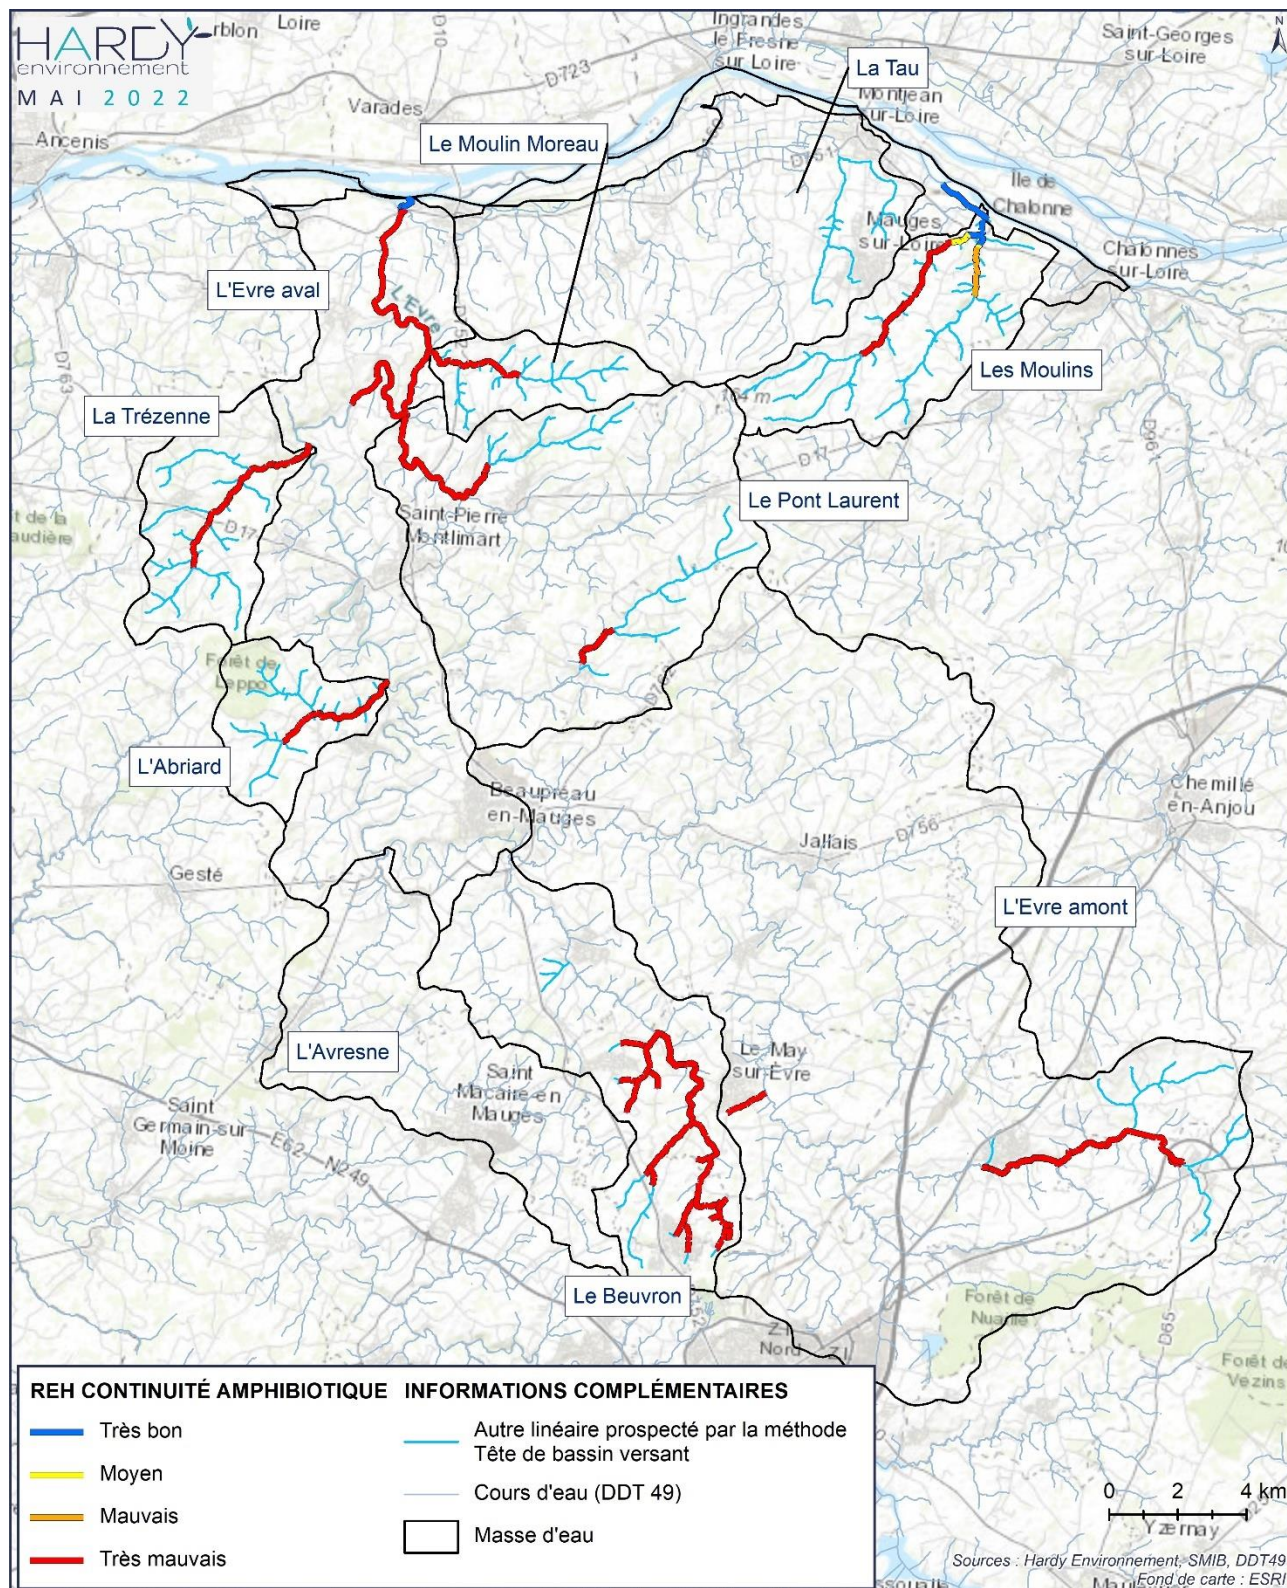 HARDY
environnement
MAI 2022
Loire
D10
D723
Ingrandes
le Fresne
sur Loire
Saint-Georges
sur-Loire
N
Varades
Ancenis
La Tau
Montjean
sur-Loire
Le Moulin Moreau
Ile de
Chalonne
Mauges
sur-Loire
Chalonnes
sur-Loire
L'Evre aval
L'Evre
D763
Les Moulins
La Trézenne
D961
D17
D17
Le Pont Laurent
Saint-Pierre
Montlimart
Forêt de
Leppo
D762
L'Abriard
Beaupréau
en-Mauges
Chemillé
en-Anjou
Jallais
D756
Gesté
L'Evre amont
L'Avresne
Le May
sur-Èvre
Saint
Macaire-en
Mauges
Saint
Germain-sur
Moine
E62
N249
Le Beuvron
Forêt de
Nuaillé
D65
Z.I.
Nord
Z.I.
Forêt de
Vezins
REH CONTINUITÉ AMPHIBIOTIQUE
Très bon
Moyen
Mauvais
Très mauvais
INFORMATIONS COMPLÉMENTAIRES
Autre linéaire prospecté par la méthode
Tête de bassin versant
Cours d'eau (DDT 49)
Masse d'eau
0 2 4 km
Yzernay
Sources : Hardy Environnement, SMIB, DDT49
Fond de carte : ESRI